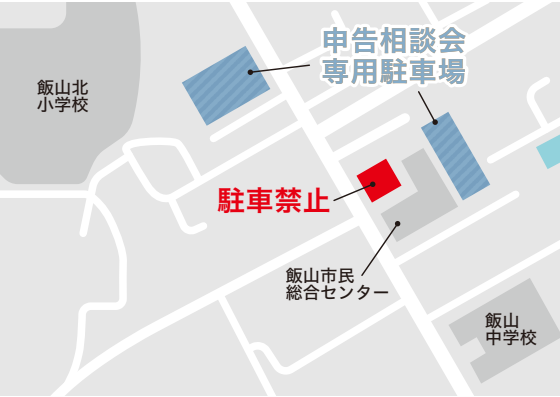 申告相談会
専用駐車場
飯山北
小学校
駐車禁止
飯山市民
総合センター
飯山
中学校